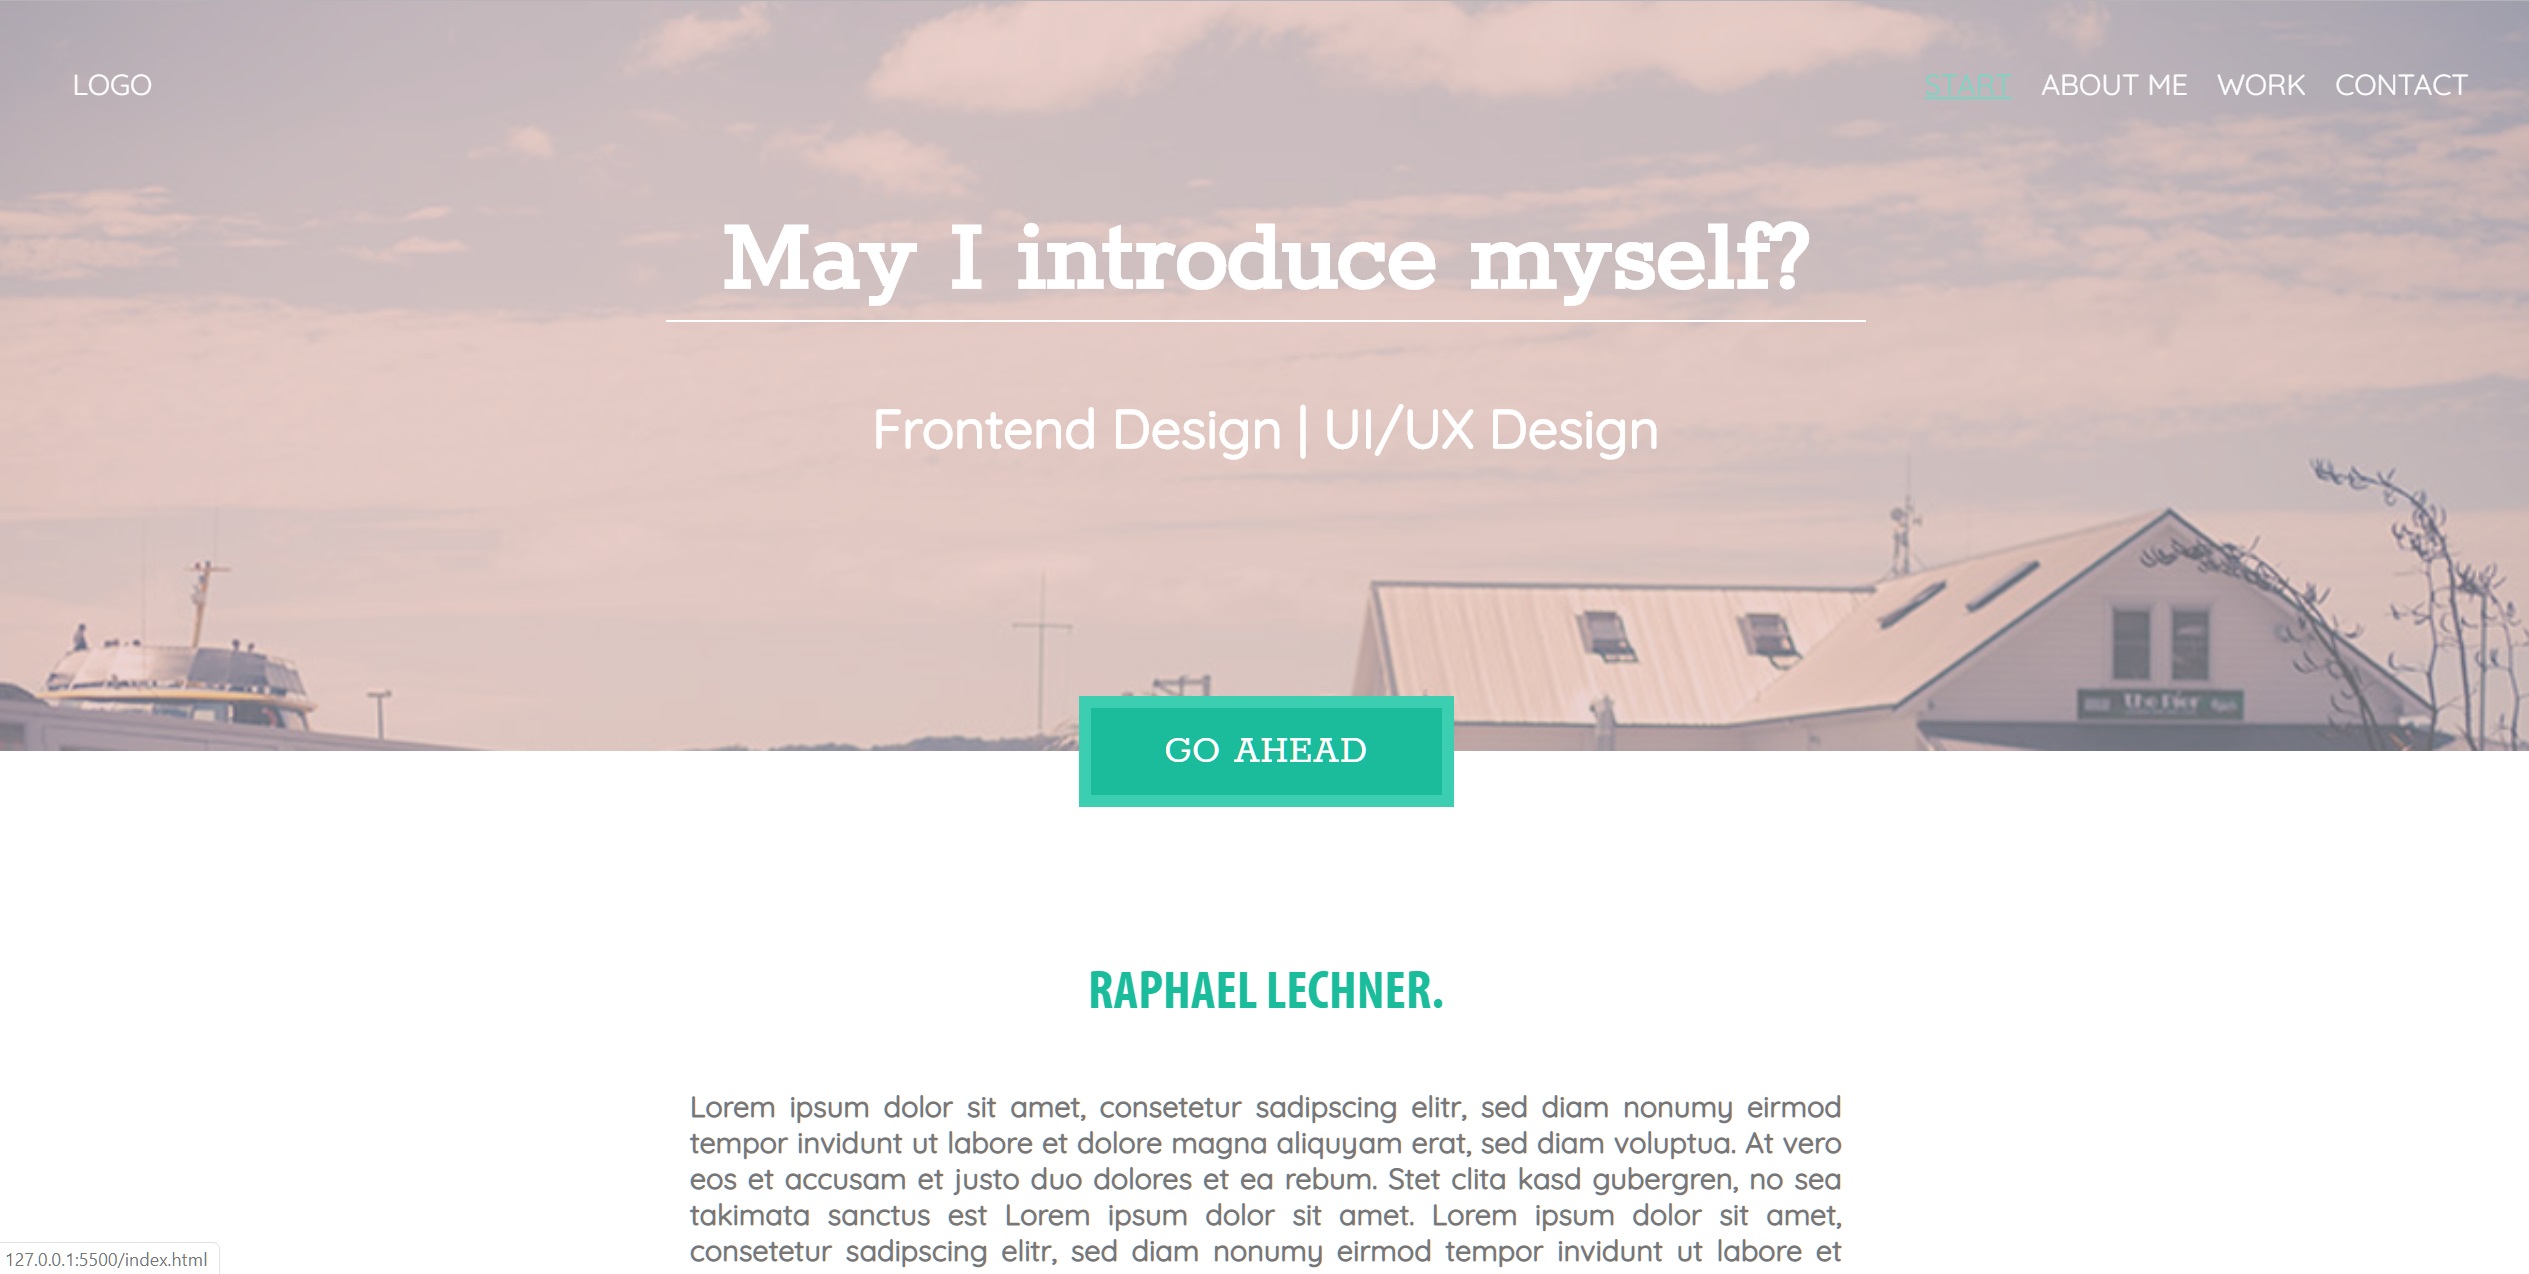 LOGO
START ABOUT ME WORK CONTACT
May I introduce myself?
Frontend Design | UI/UX Design
the Pier
GO AHEAD
RAPHAEL LECHNER.
Lorem ipsum dolor sit amet, consetetur sadipscing elitr, sed diam nonumy eirmod
tempor invidunt ut labore et dolore magna aliquyam erat, sed diam voluptua. At vero
eos et accusam et justo duo dolores et ea rebum. Stet clita kasd gubergren, no sea
takimata sanctus est Lorem ipsum dolor sit amet. Lorem ipsum dolor sit amet,
consetetur sadipscing elitr, sed diam nonumy eirmod tempor invidunt ut labore et
127.0.0.1:5500/index.html